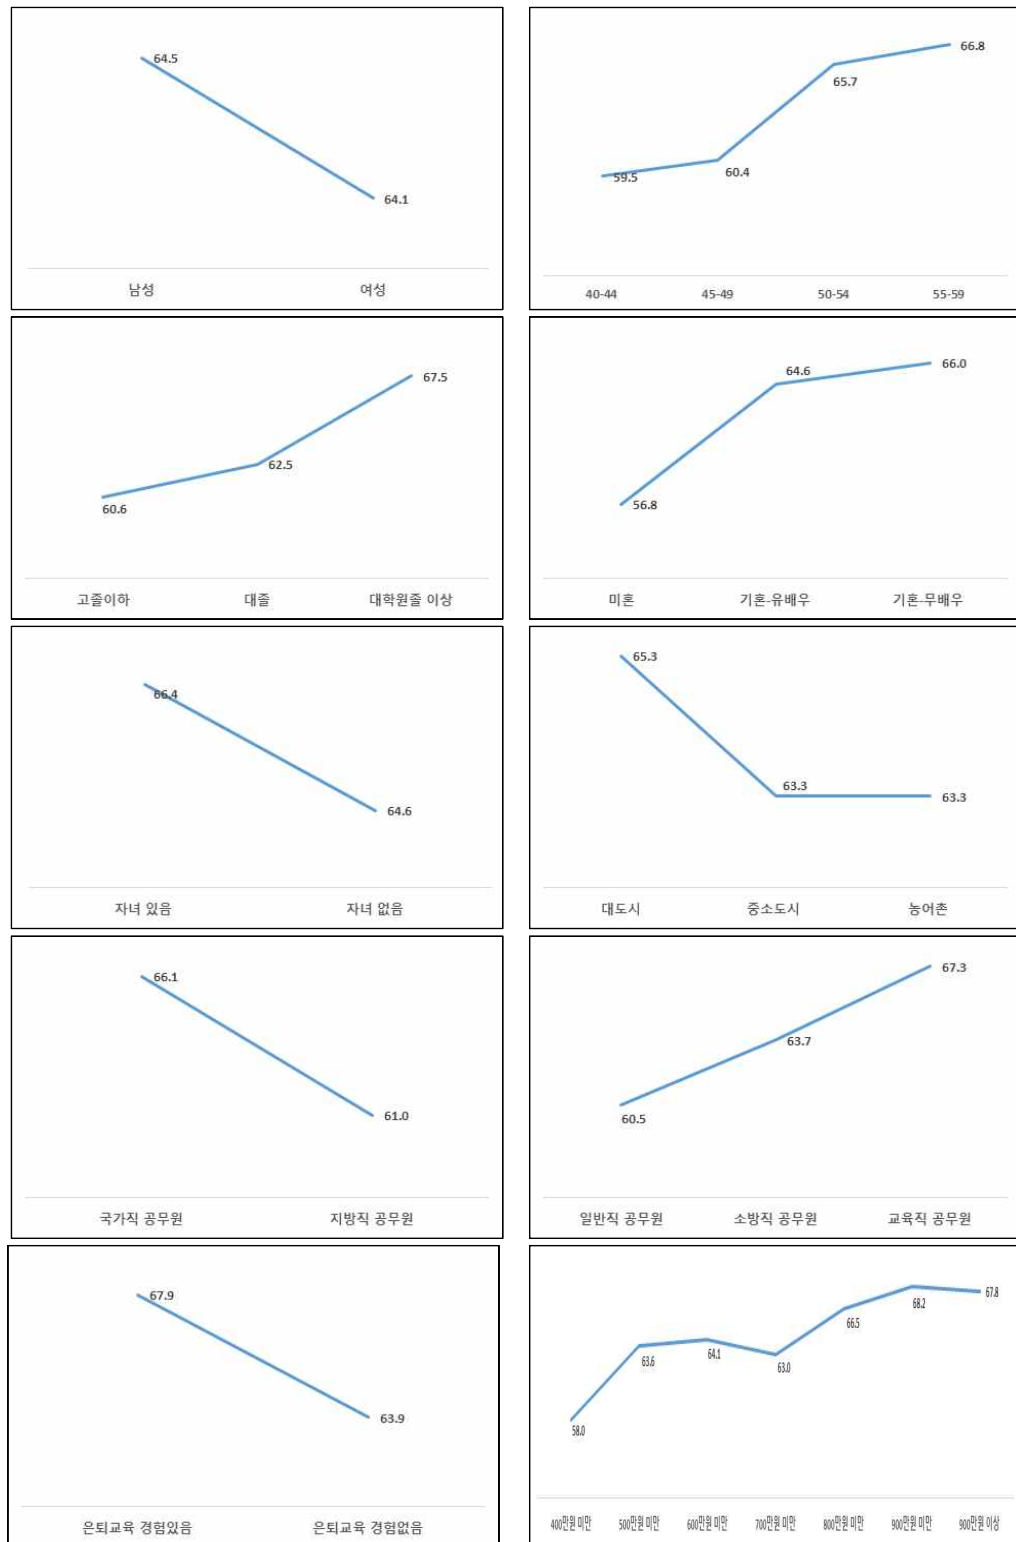 64.5
64.1
남성 여성
66.8
65.7
60.4
59.5
40-44 45-49 50-54 55-59
67.5
62.5
60.6
고졸이하 대졸 대학원졸 이상
66.0
64.6
56.8
미혼 기혼-유배우 기혼-무배우
66.4
64.6
자녀 있음 자녀 없음
65.3
63.3 63.3
대도시 중소도시 농어촌
66.1
61.0
국가직 공무원 지방직 공무원
67.3
63.7
60.5
일반직 공무원 소방직 공무원 교육직 공무원
67.9
63.9
은퇴교육 경험있음 은퇴교육 경험없음
58.0 63.6 64.1 63.0 66.5 68.2 67.8
400만원 미만 500만원 미만 600만원 미만 700만원 미만 800만원 미만 900만원 미만 900만원 이상